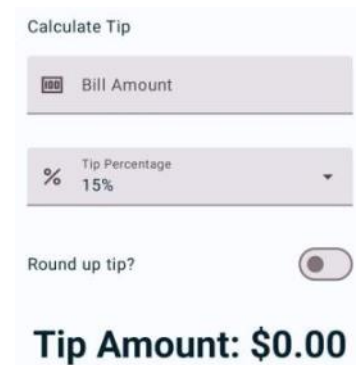 Calculate Tip
Bill Amount
%
Tip Percentage
15%
Round up tip?
Tip Amount: $0.00